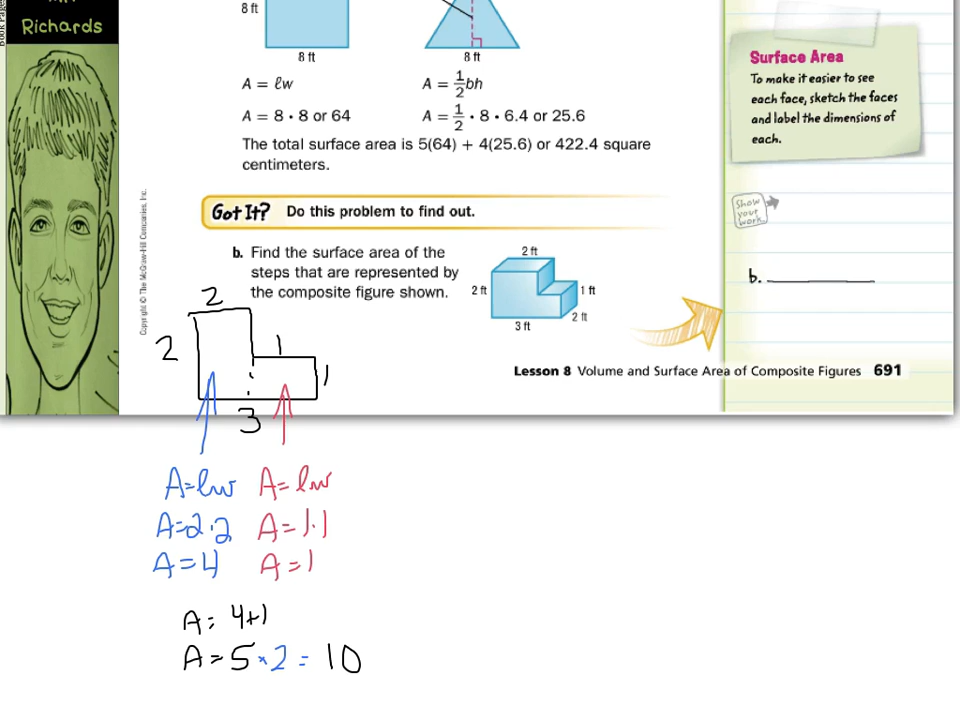 Richards
Book Pages
8 ft
8 ft
8 ft
A = ℓw
A = 1/2bh
A = 8 • 8 or 64
A = 1/2 • 8 • 6.4 or 25.6
The total surface area is 5(64) + 4(25.6) or 422.4 square
centimeters.
Surface Area
To make it easier to see
each face, sketch the faces
and label the dimensions of
each.
Copyright © The McGraw-Hill Companies, Inc.
Got It? Do this problem to find out.
Show
your
work.
b. Find the surface area of the
steps that are represented by
the composite figure shown.
2 ft
2 ft
1 ft
2 ft
3 ft
b.
Lesson 8 Volume and Surface Area of Composite Figures 691
2
2
1
1
3
A=lw
A=2·2
A=4
A=lw
A=1·1
A=1
A= 4+1
A=5×2=10